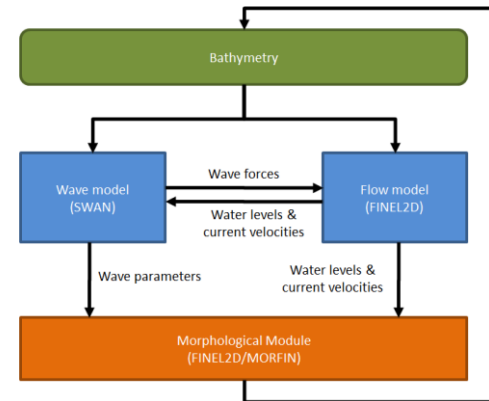 Bathymetry
Wave model
(SWAN)
Wave forces
Water levels &
current velocities
Flow model
(FINEL2D)
Wave parameters
Water levels &
current velocities
Morphological Module
(FINEL2D/MORFIN)